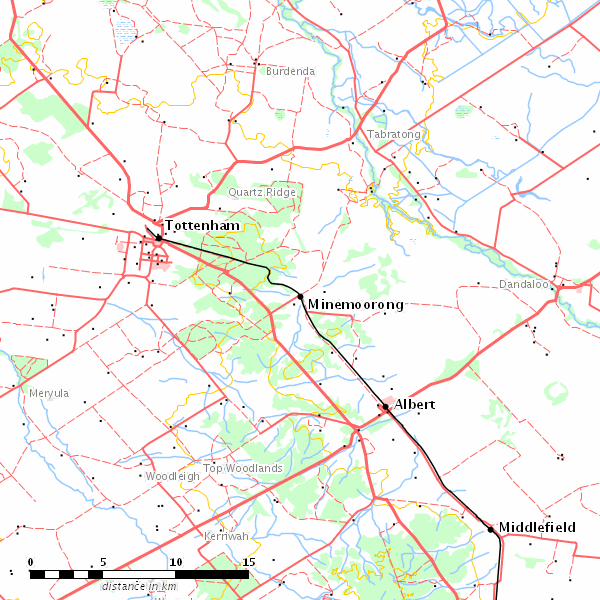 Burdenda
Tabratong
Quartz Ridge
Tottenham
Dandaloo
Minemoorong
Meryula
Albert
Top Woodlands
Woodleigh
Middlefield
Kerriwah
0 5 10 15
distance in km